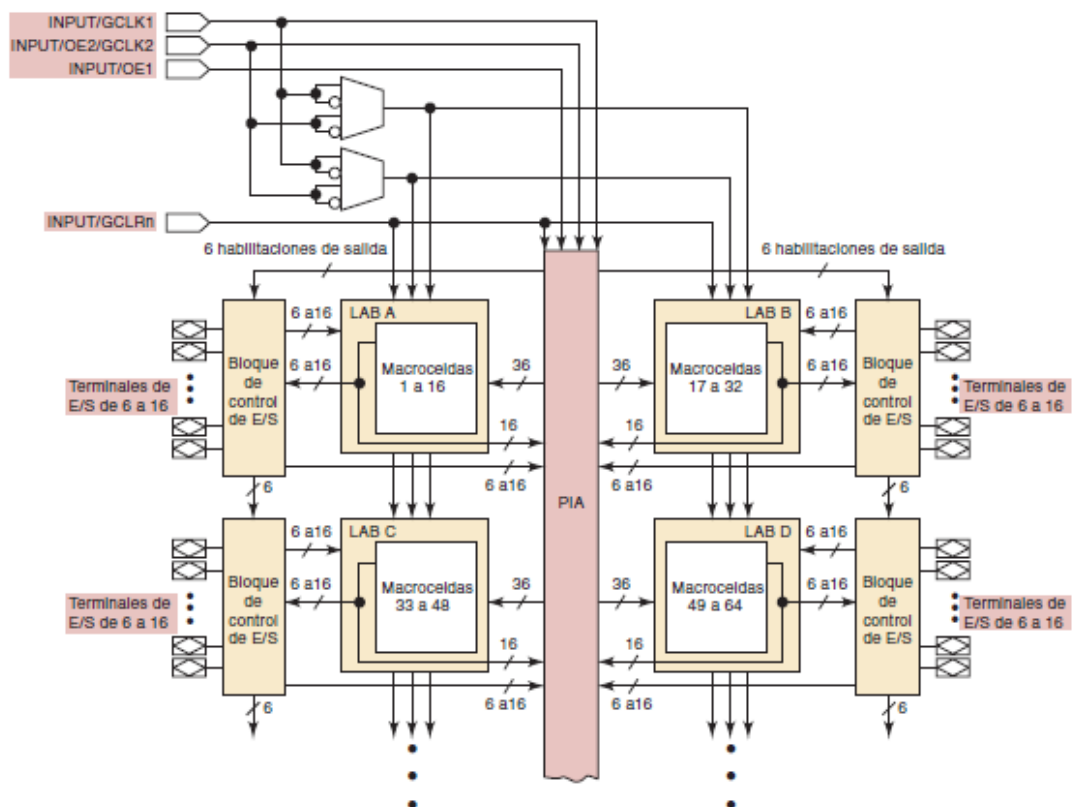 INPUT/GCLK1
INPUT/OE2/GCLK2
INPUT/OE1
INPUT/GCLRn
6 habilitaciones de salida
6 habilitaciones de salida
LAB A
Macroceldas
1 a 16
6 a16
6 a16
36
16
6 a16
Bloque
de
control
de E/S
Terminales de
E/S de 6 a 16
6
LAB B
Macroceldas
17 a 32
36
16
6 a16
6 a16
6 a16
Bloque
de
control
de E/S
Terminales de
E/S de 6 a 16
6
PIA
LAB C
Macroceldas
33 a 48
6 a16
6 a16
36
16
6 a16
Bloque
de
control
de E/S
Terminales de
E/S de 6 a 16
6
LAB D
Macroceldas
49 a 64
36
16
6 a16
6 a16
6 a16
Bloque
de
control
de E/S
Terminales de
E/S de 6 a 16
6